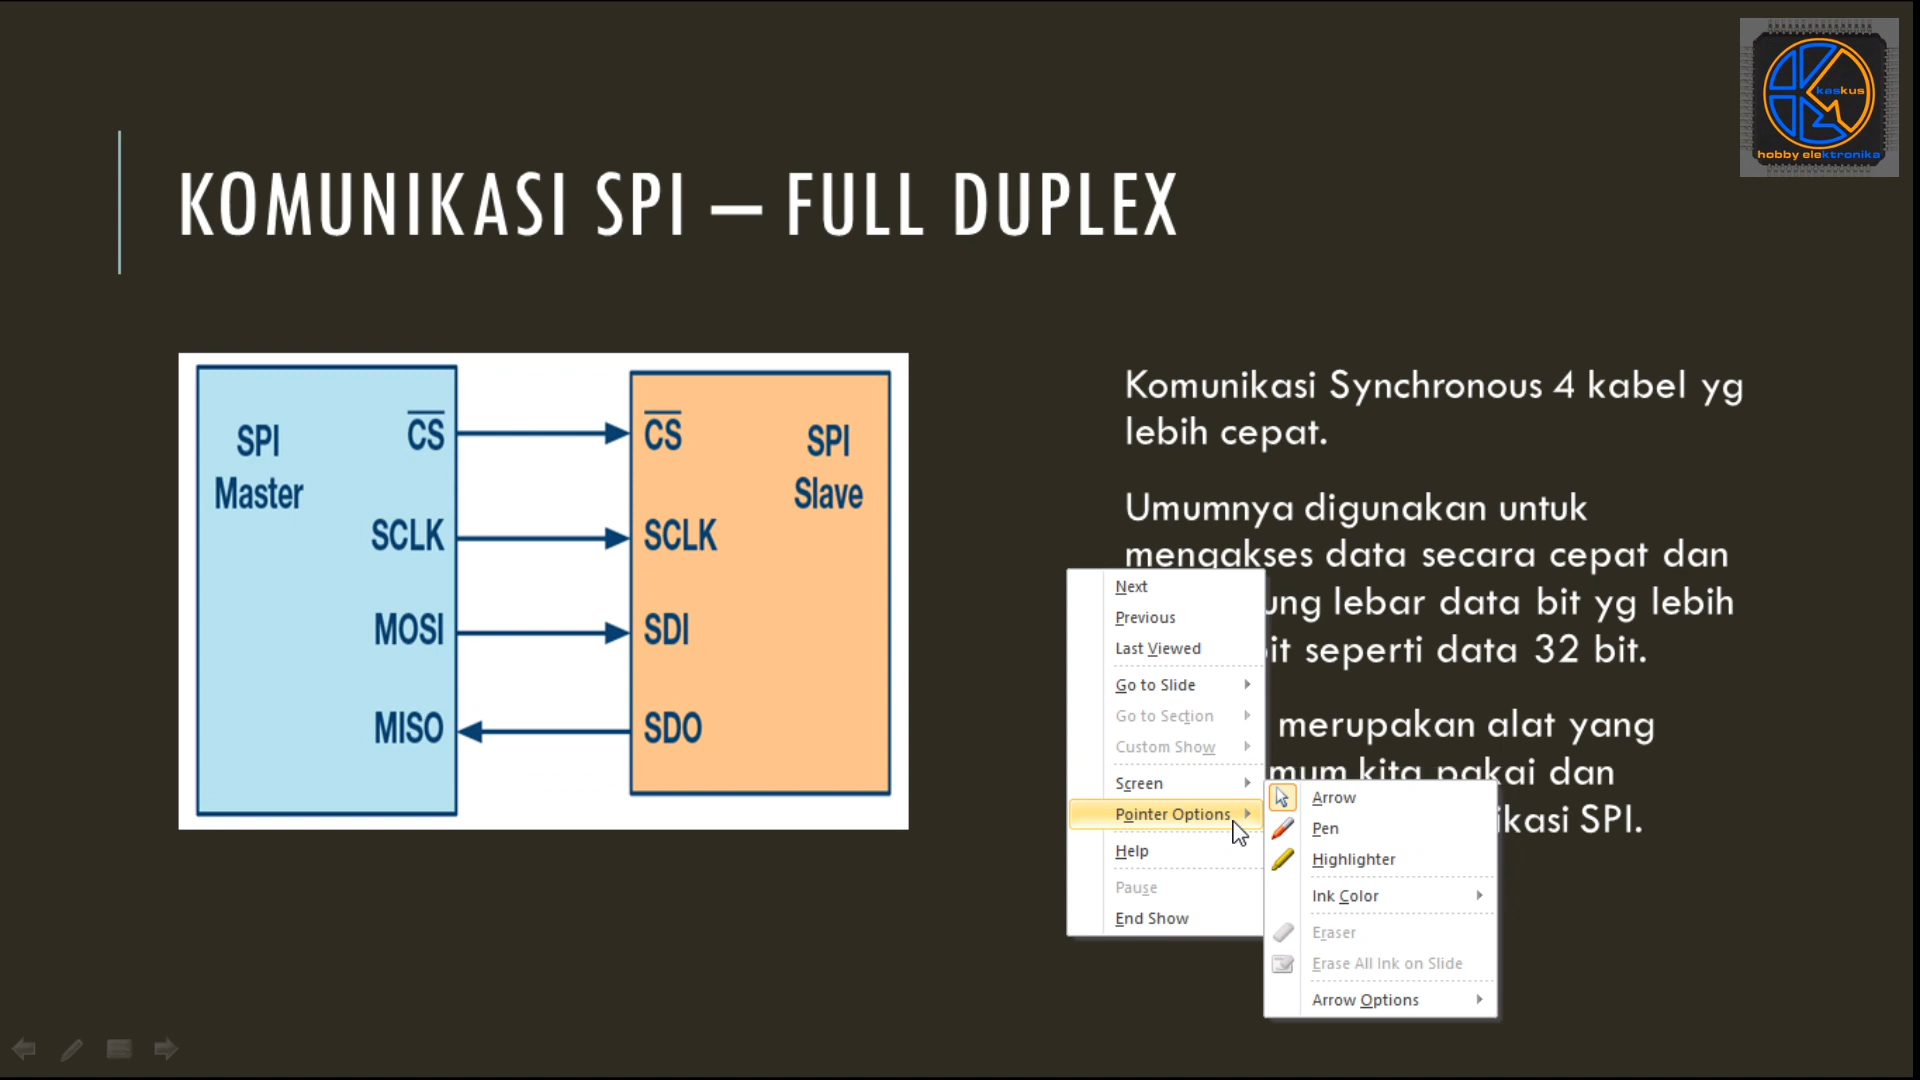 kaskus
hobby elektronika
KOMUNIKASI SPI – FULL DUPLEX
SPI
Master
CS
SCLK
MOSI
MISO
CS
SCLK
SDI
SDO
SPI
Slave
Komunikasi Synchronous 4 kabel yg
lebih cepat.
Umumnya digunakan untuk
mengakses data secara cepat dan
ung lebar data bit yg lebih
it seperti data 32 bit.
merupakan alat yang
mum kita pakai dan
ikasi SPI.
Next
Previous
Last Viewed
Go to Slide
Go to Section
Custom Show
Screen
Pointer Options
Help
Pause
End Show
Arrow
Pen
Highlighter
Ink Color
Eraser
Erase All Ink on Slide
Arrow Options